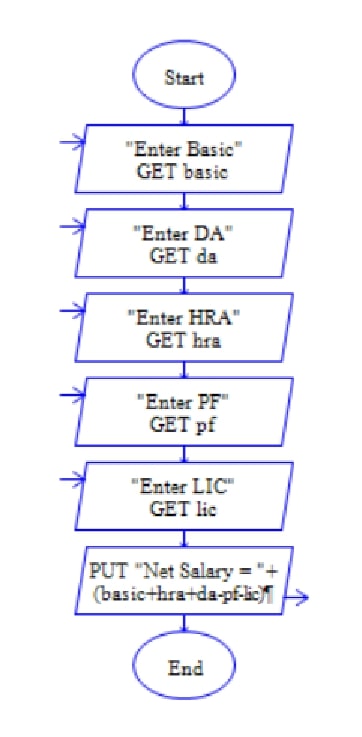 Start
"Enter Basic"
GET basic
"Enter DA"
GET da
"Enter HRA"
GET hra
"Enter PF"
GET pf
"Enter LIC"
GET lic
PUT "Net Salary = "+
(basic+hra+da-pf-lic)¶
End